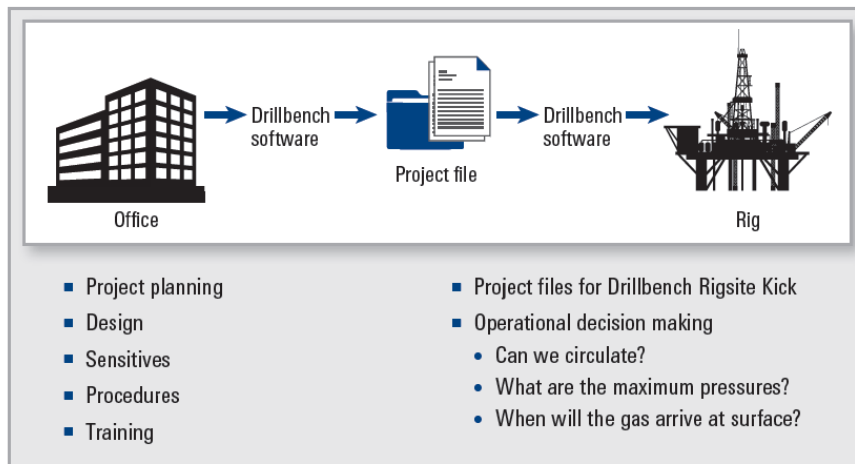 Office
Drillbench
software
Project file
Drillbench
software
Rig
Project planning
Design
Sensitives
Procedures
Training
Project files for Drillbench Rigsite Kick
Operational decision making
Can we circulate?
What are the maximum pressures?
When will the gas arrive at surface?